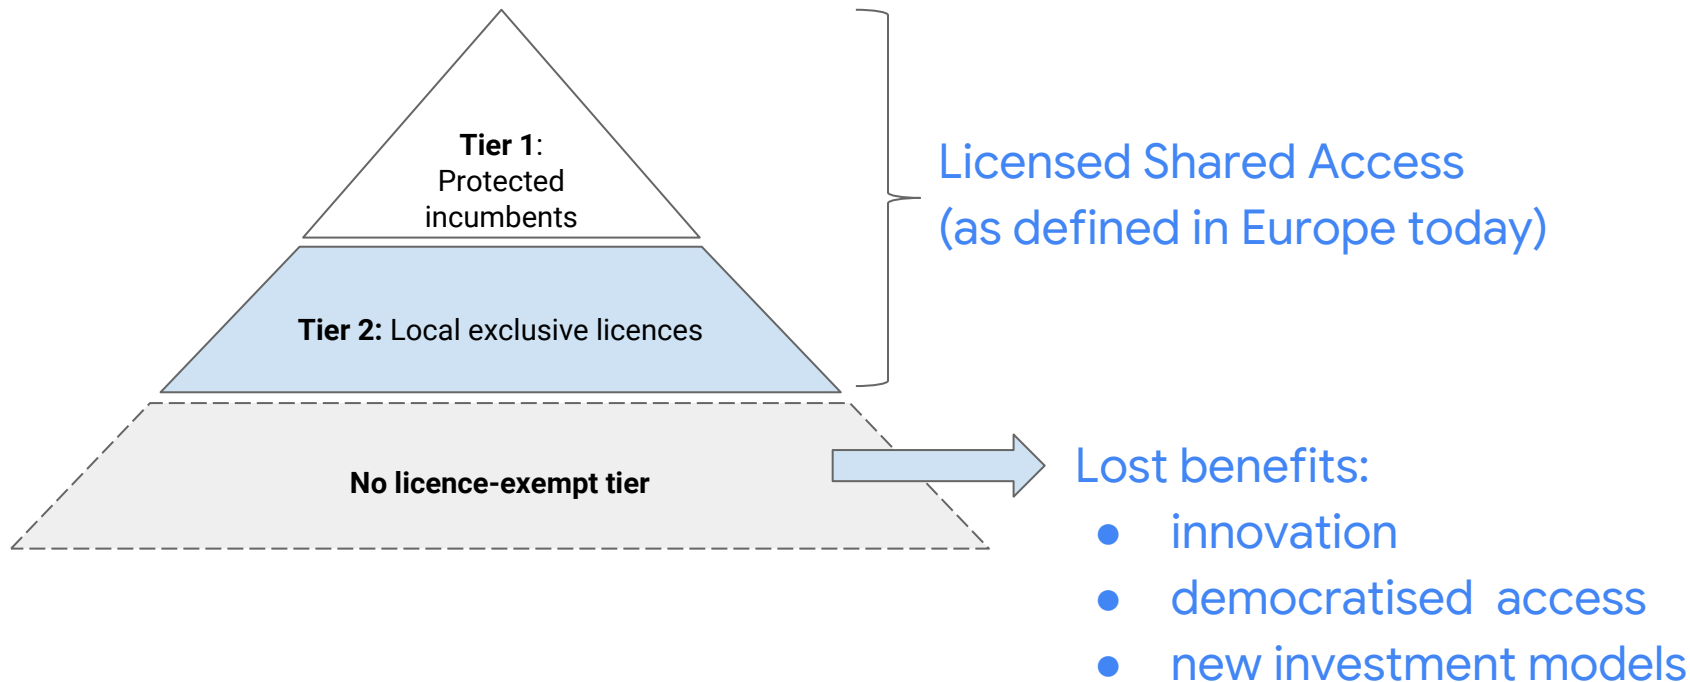 Tier 1:
Protected
incumbents
Licensed Shared Access
(as defined in Europe today)
Tier 2: Local exclusive licences
No licence-exempt tier
Lost benefits:
● innovation
● democratised access
● new investment models